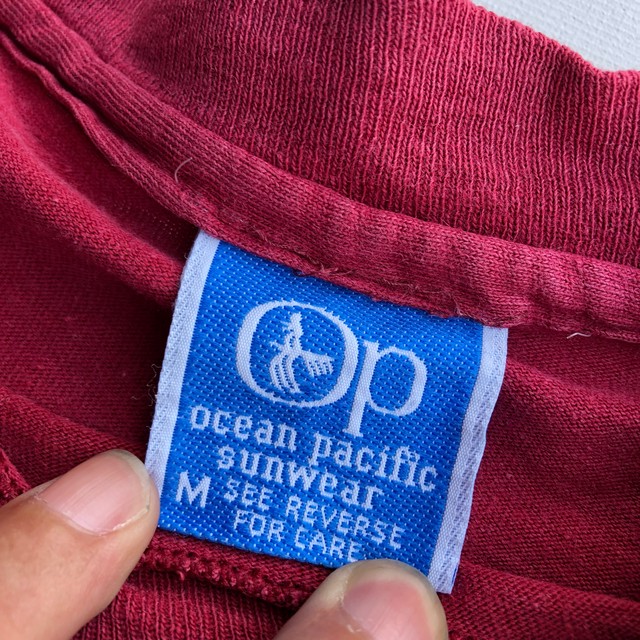 Op
ocean pacific
sunwear
M SEE REVERSE
FOR CARE